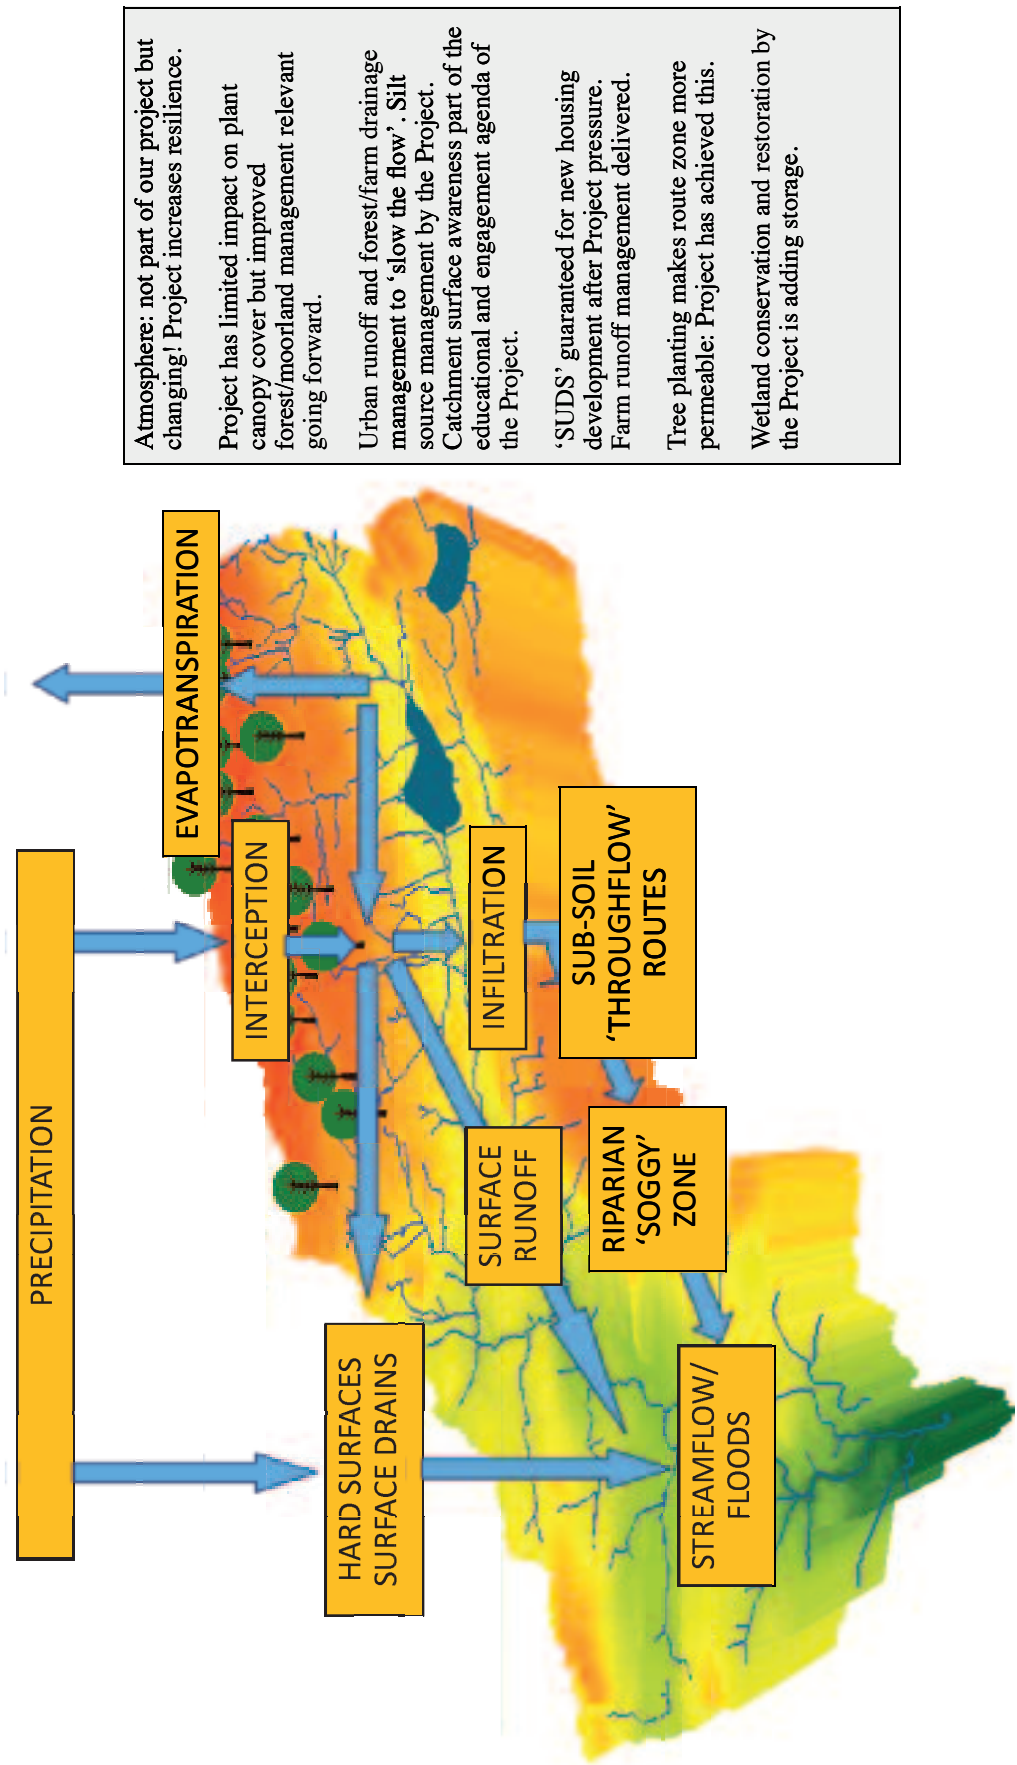 PRECIPITATION
EVAPOTRANSPIRATION
INTERCEPTION
HARD SURFACES
SURFACE DRAINS
INFILTRATION
SURFACE
RUNOFF
SUB-SOIL
‘THROUGHFLOW’
ROUTES
RIPARIAN
‘SOGGY’
ZONE
STREAMFLOW/
FLOODS
Atmosphere: not part of our project but
changing! Project increases resilience.
Project has limited impact on plant
canopy cover but improved
forest/moorland management relevant
going forward.
Urban runoff and forest/farm drainage
management to ‘slow the flow’. Silt
source management by the Project.
Catchment surface awareness part of the
educational and engagement agenda of
the Project.
‘SUDS’ guaranteed for new housing
development after Project pressure.
Farm runoff management delivered.
Tree planting makes route zone more
permeable: Project has achieved this.
Wetland conservation and restoration by
the Project is adding storage.